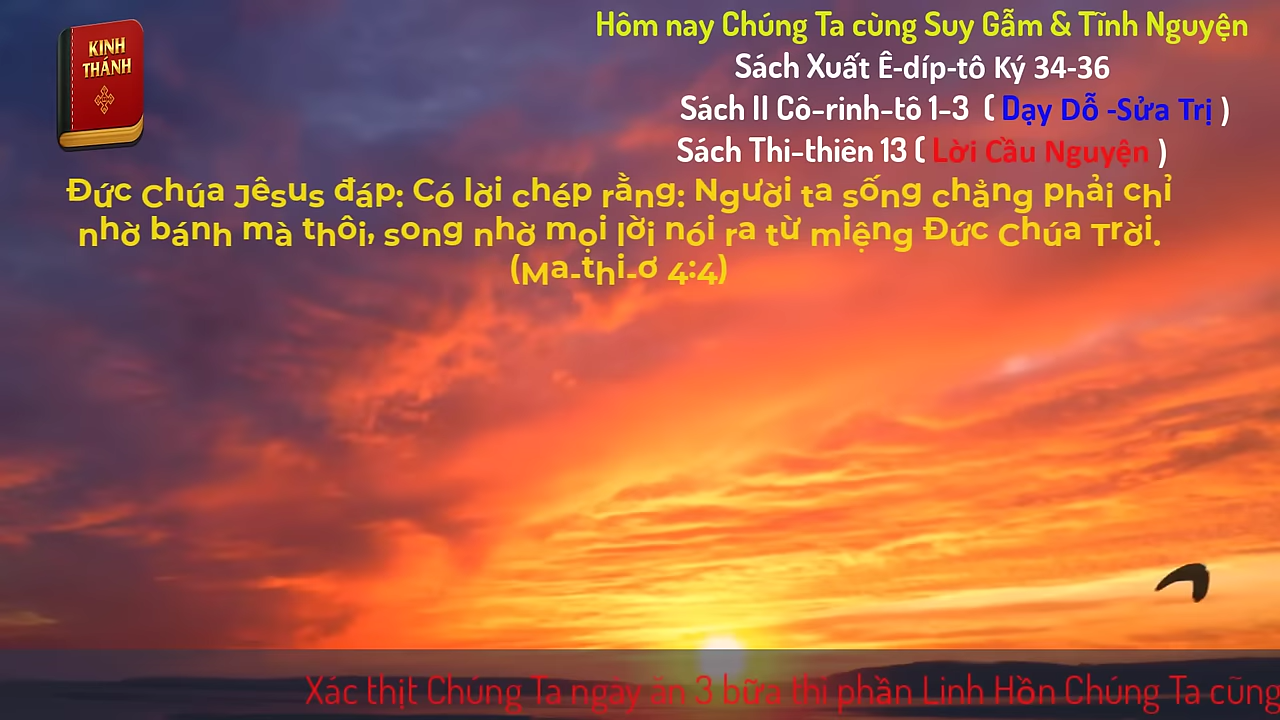 KINH
THÁNH
Hôm nay Chúng Ta cùng Suy Gẫm & Tĩnh Nguyện
Sách Xuất Ê-díp-tô Ký 34-36
Sách II Cô-rinh-tô 1-3 ( Dạy Dỗ -Sửa Trị )
Sách Thi-thiên 13 ( Lời Cầu Nguyện )
Đức Chúa Jêsus đáp: Có lời chép rằng: Người ta sống chẳng phải chỉ
nhờ bánh mà thôi, song nhờ mọi lời nói ra từ miệng Đức Chúa Trời.
(Ma-thi-ơ 4:4)
Xác thịt Chúng Ta ngày ăn 3 bữa thì phần Linh Hồn Chúng Ta cũng